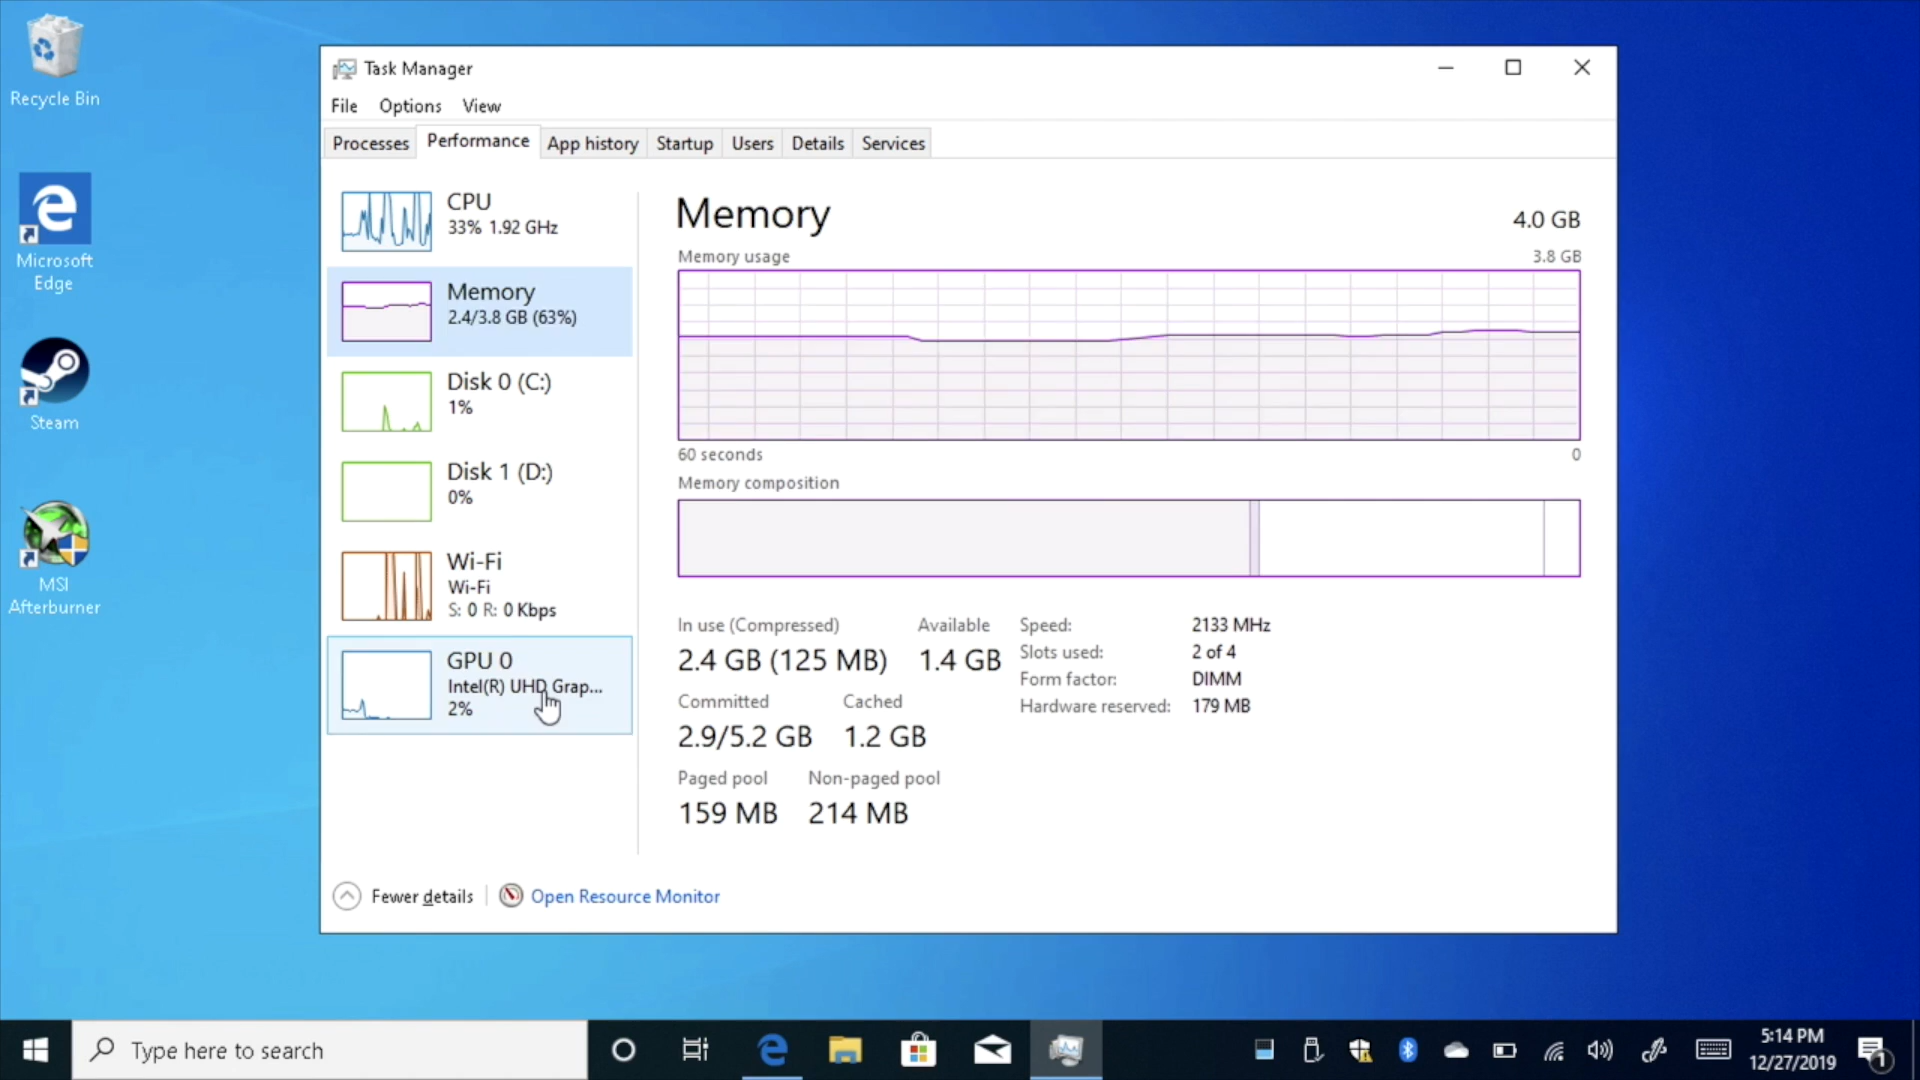 Recycle Bin
Microsoft
Edge
Steam
MSI
Afterburner
Task Manager
File Options View
Processes Performance App history Startup Users Details Services
CPU
33% 1.92 GHz
Memory
2.4/3.8 GB (63%)
Disk 0 (C:)
1%
Disk 1 (D:)
0%
Wi-Fi
Wi-Fi
S: 0 R: 0 Kbps
GPU 0
Intel(R) UHD Grap...
2%
Memory 4.0 GB
Memory usage 3.8 GB
60 seconds 0
Memory composition
In use (Compressed) Available
2.4 GB (125 MB) 1.4 GB
Committed Cached
2.9/5.2 GB 1.2 GB
Paged pool Non-paged pool
159 MB 214 MB
Speed: 2133 MHz
Slots used: 2 of 4
Form factor: DIMM
Hardware reserved: 179 MB
Fewer details Open Resource Monitor
Type here to search
5:14 PM
12/27/2019
1